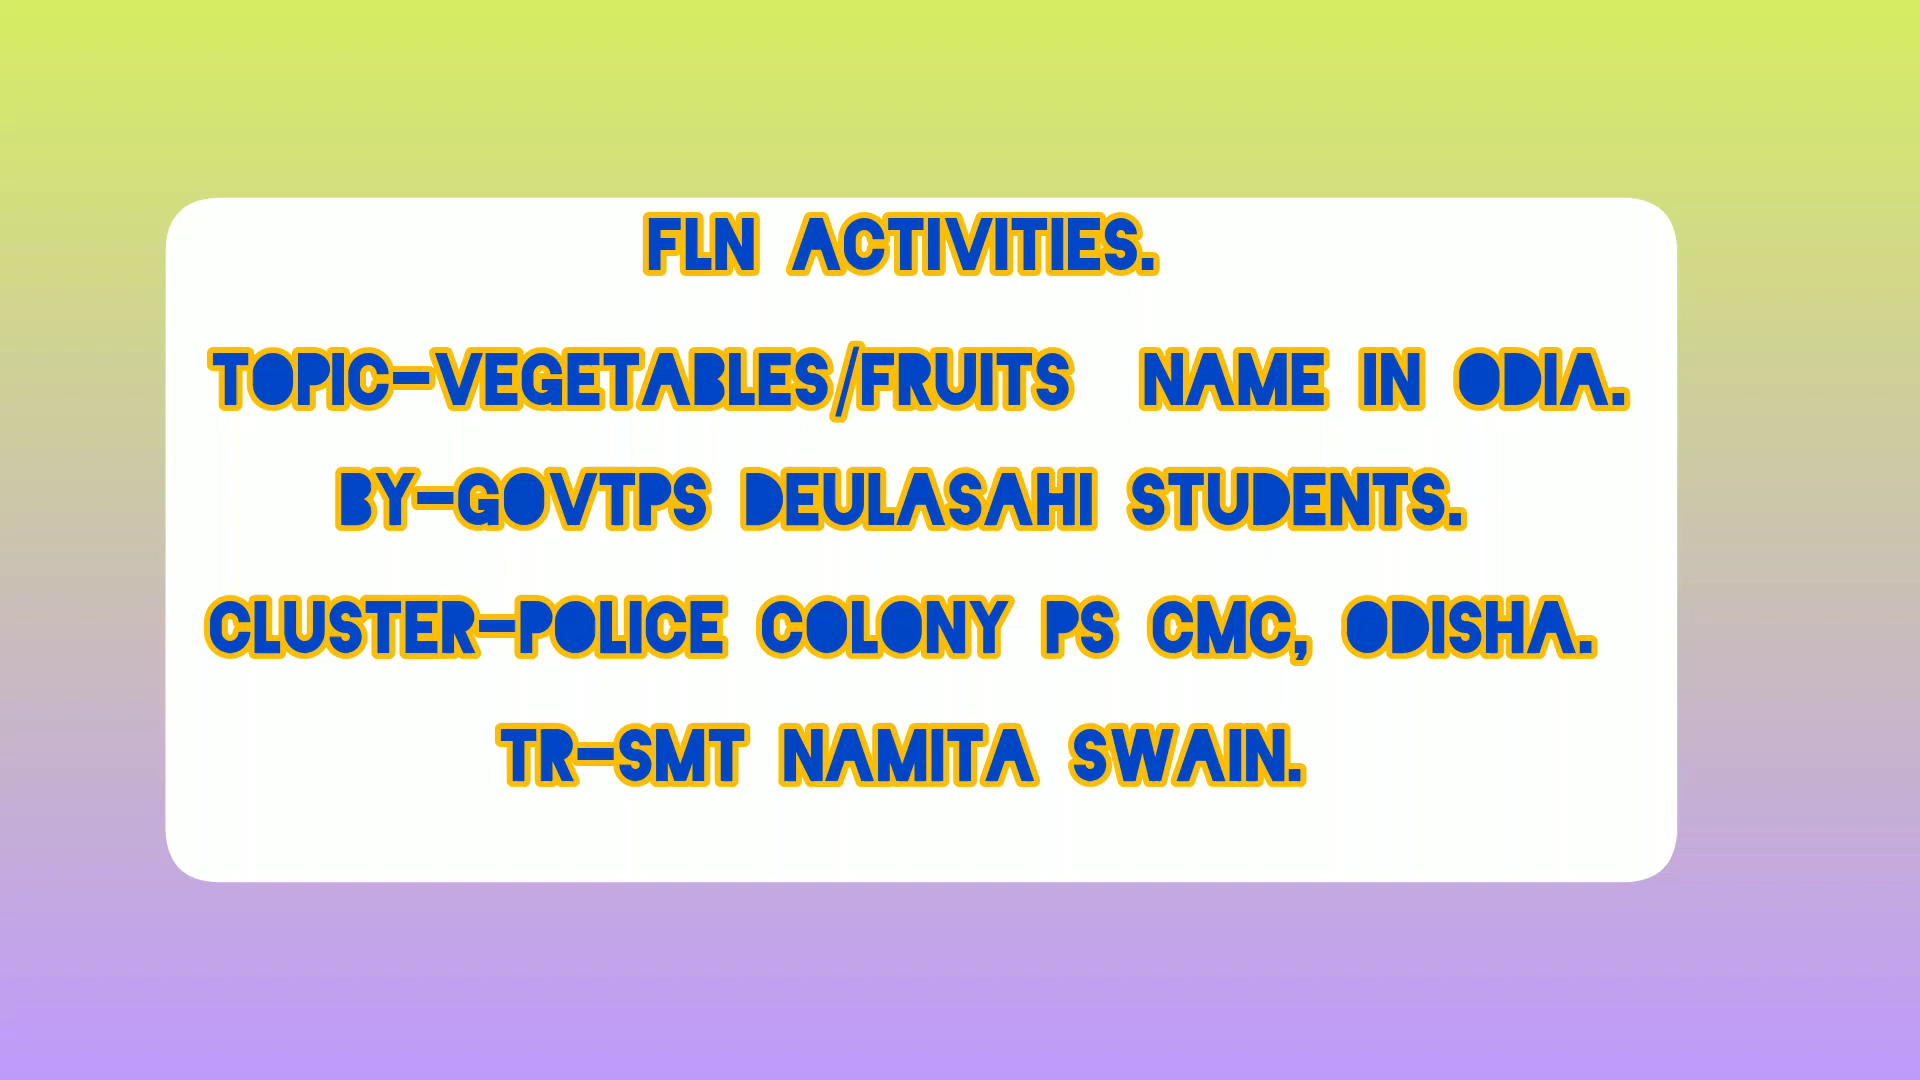 FLN ACTIVITIES.
TOPIC-VEGETABLES/FRUITS NAME IN ODIA.
BY-GOVTPS DEULASAHI STUDENTS.
CLUSTER-POLICE COLONY PS CMC, ODISHA.
TR-SMT NAMITA SWAIN.